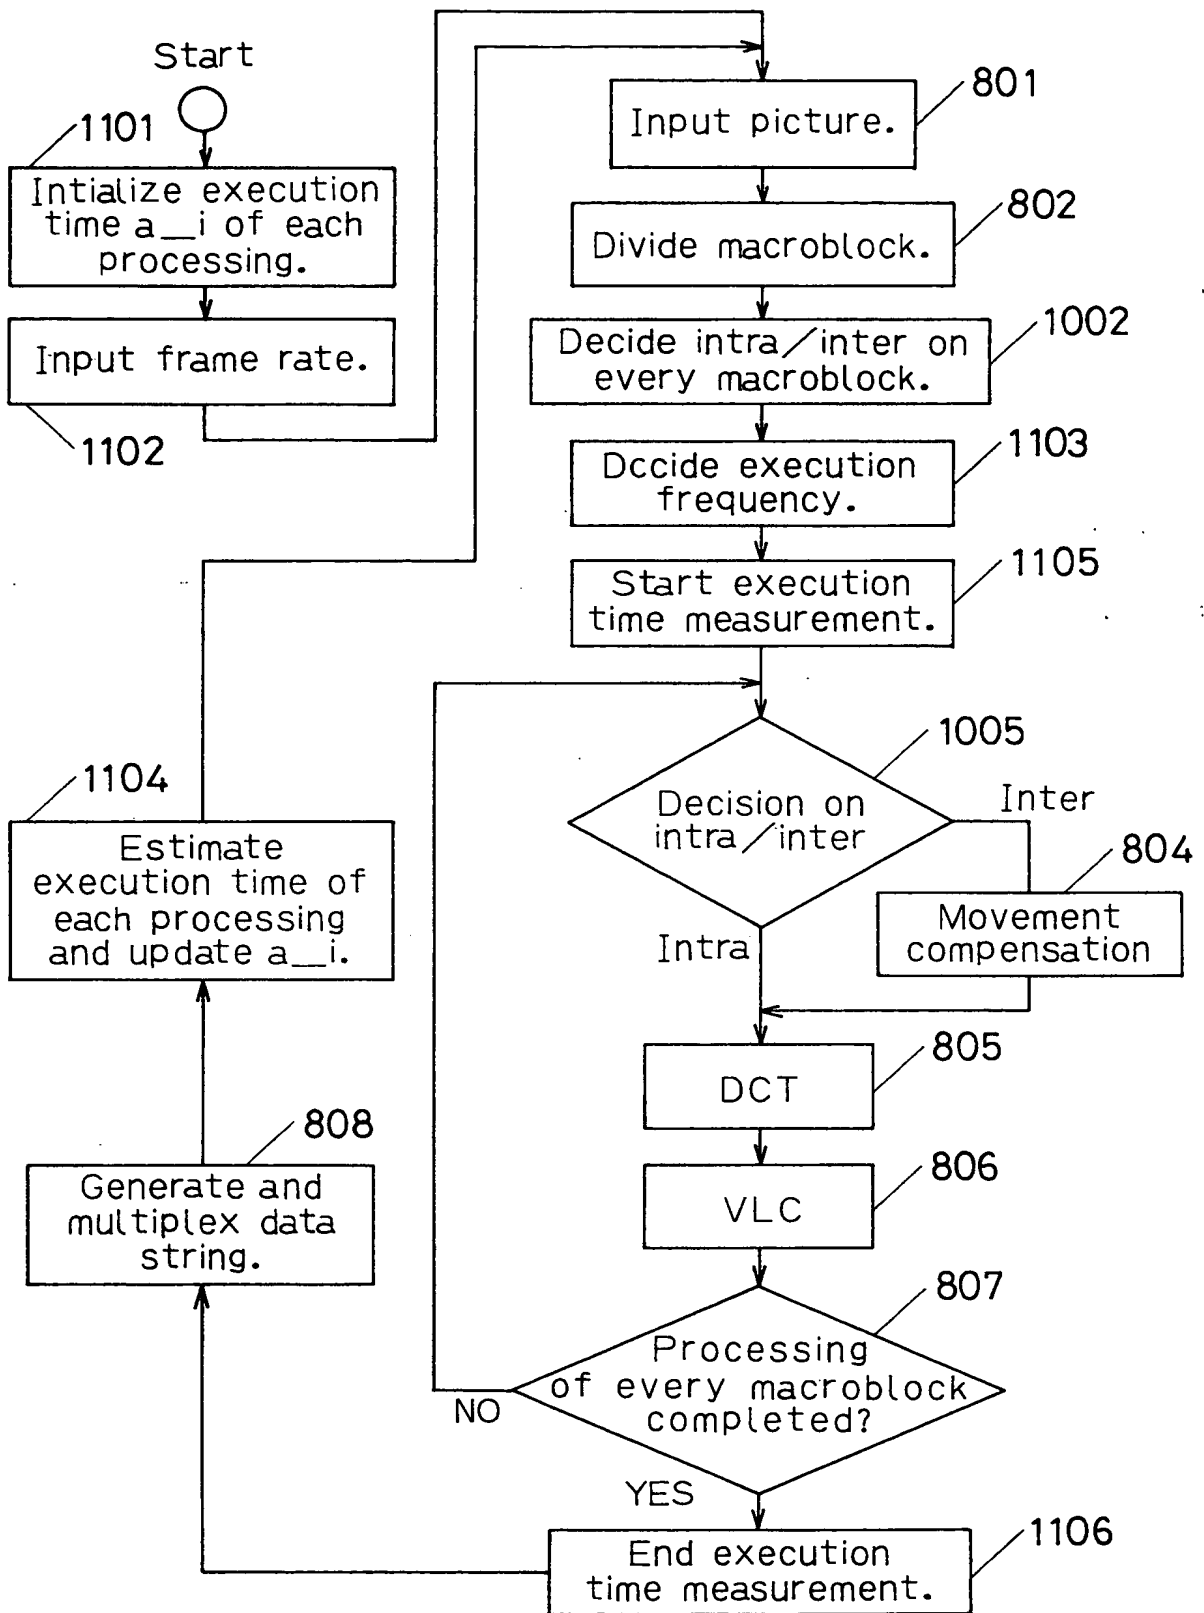 Start
1101
Intialize execution
time a__i of each
processing.
Input frame rate.
1102
801
Input picture.
802
Divide macroblock.
1002
Decide intra/inter on
every macroblock.
1103
Dccide execution
frequency.
1105
Start execution
time measurement.
1005
Decision on
intra/inter
Inter
804
Movement
compensation
Intra
805
DCT
806
VLC
807
Processing
of every macroblock
completed?
NO
YES
1106
End execution
time measurement.
808
Generate and
multiplex data
string.
1104
Estimate
execution time of
each processing
and update a__i.